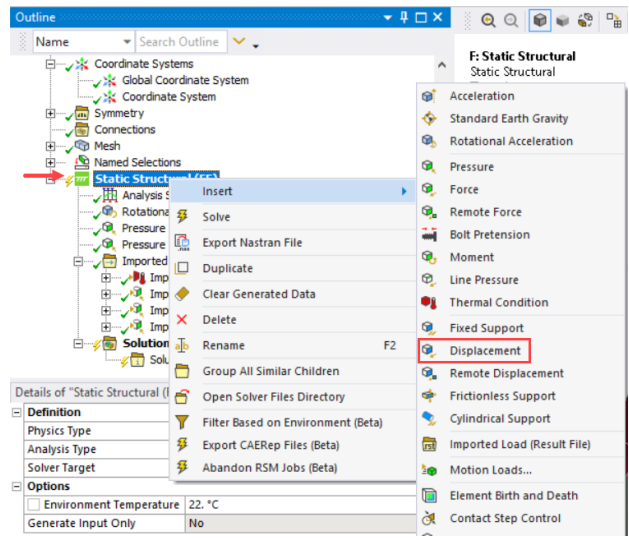 Outline
Name
Search Outline
Coordinate Systems
Global Coordinate System
Coordinate System
Symmetry
Connections
Mesh
Named Selections
Static Structural (F5)
Analysis S
Rotationa
Pressure
Pressure
Imported
Imp
Imp
Imp
Imp
Solution
Solu
F: Static Structural
Static Structural
Insert
Solve
Export Nastran File
Duplicate
Clear Generated Data
Delete
Rename F2
Group All Similar Children
Open Solver Files Directory
Filter Based on Environment (Beta)
Export CAERep Files (Beta)
Abandon RSM Jobs (Beta)
Acceleration
Standard Earth Gravity
Rotational Acceleration
Pressure
Force
Remote Force
Bolt Pretension
Moment
Line Pressure
Thermal Condition
Fixed Support
Displacement
Remote Displacement
Frictionless Support
Cylindrical Support
Imported Load (Result File)
Motion Loads...
Element Birth and Death
Contact Step Control
Details of "Static Structural (
Definition
Physics Type
Analysis Type
Solver Target
Options
Environment Temperature 22. °C
Generate Input Only No